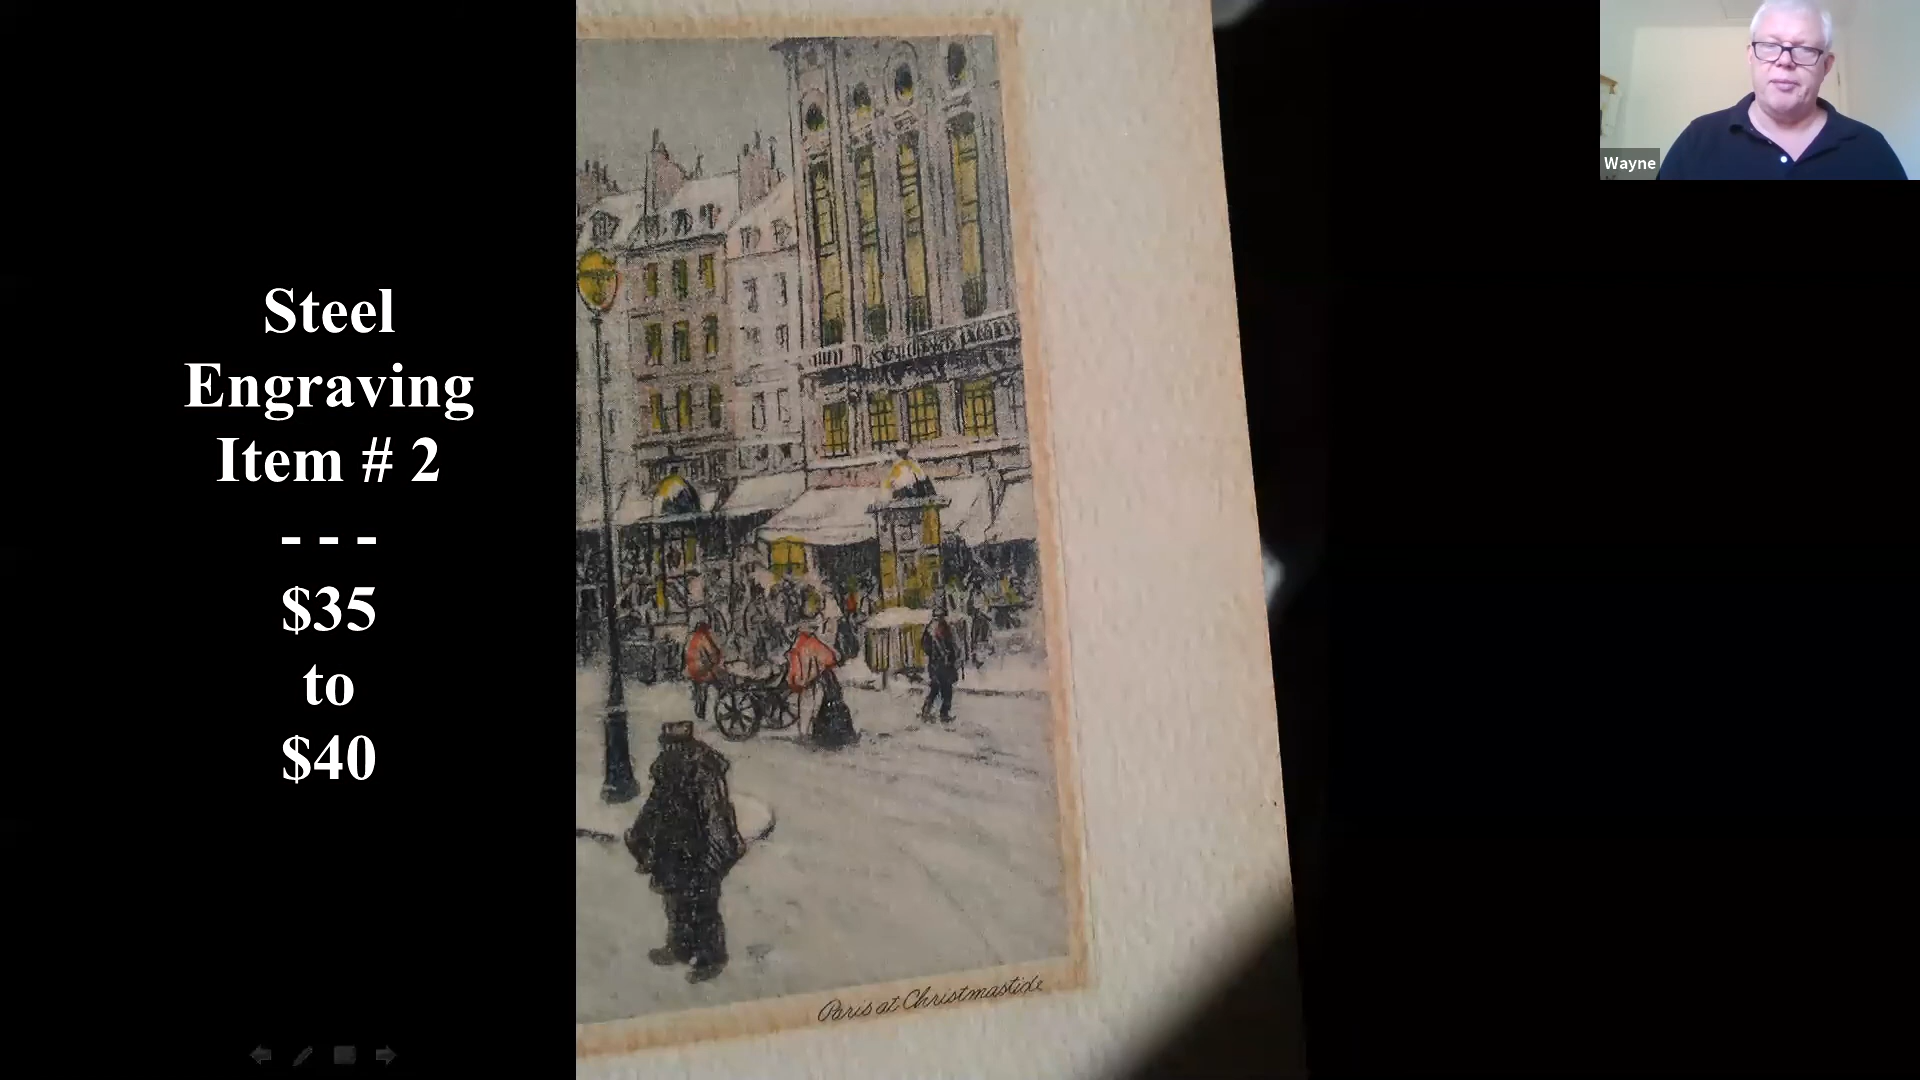 Steel
Engraving
Item # 2
- - -
$35
to
$40
Paris at Christmastide
Wayne